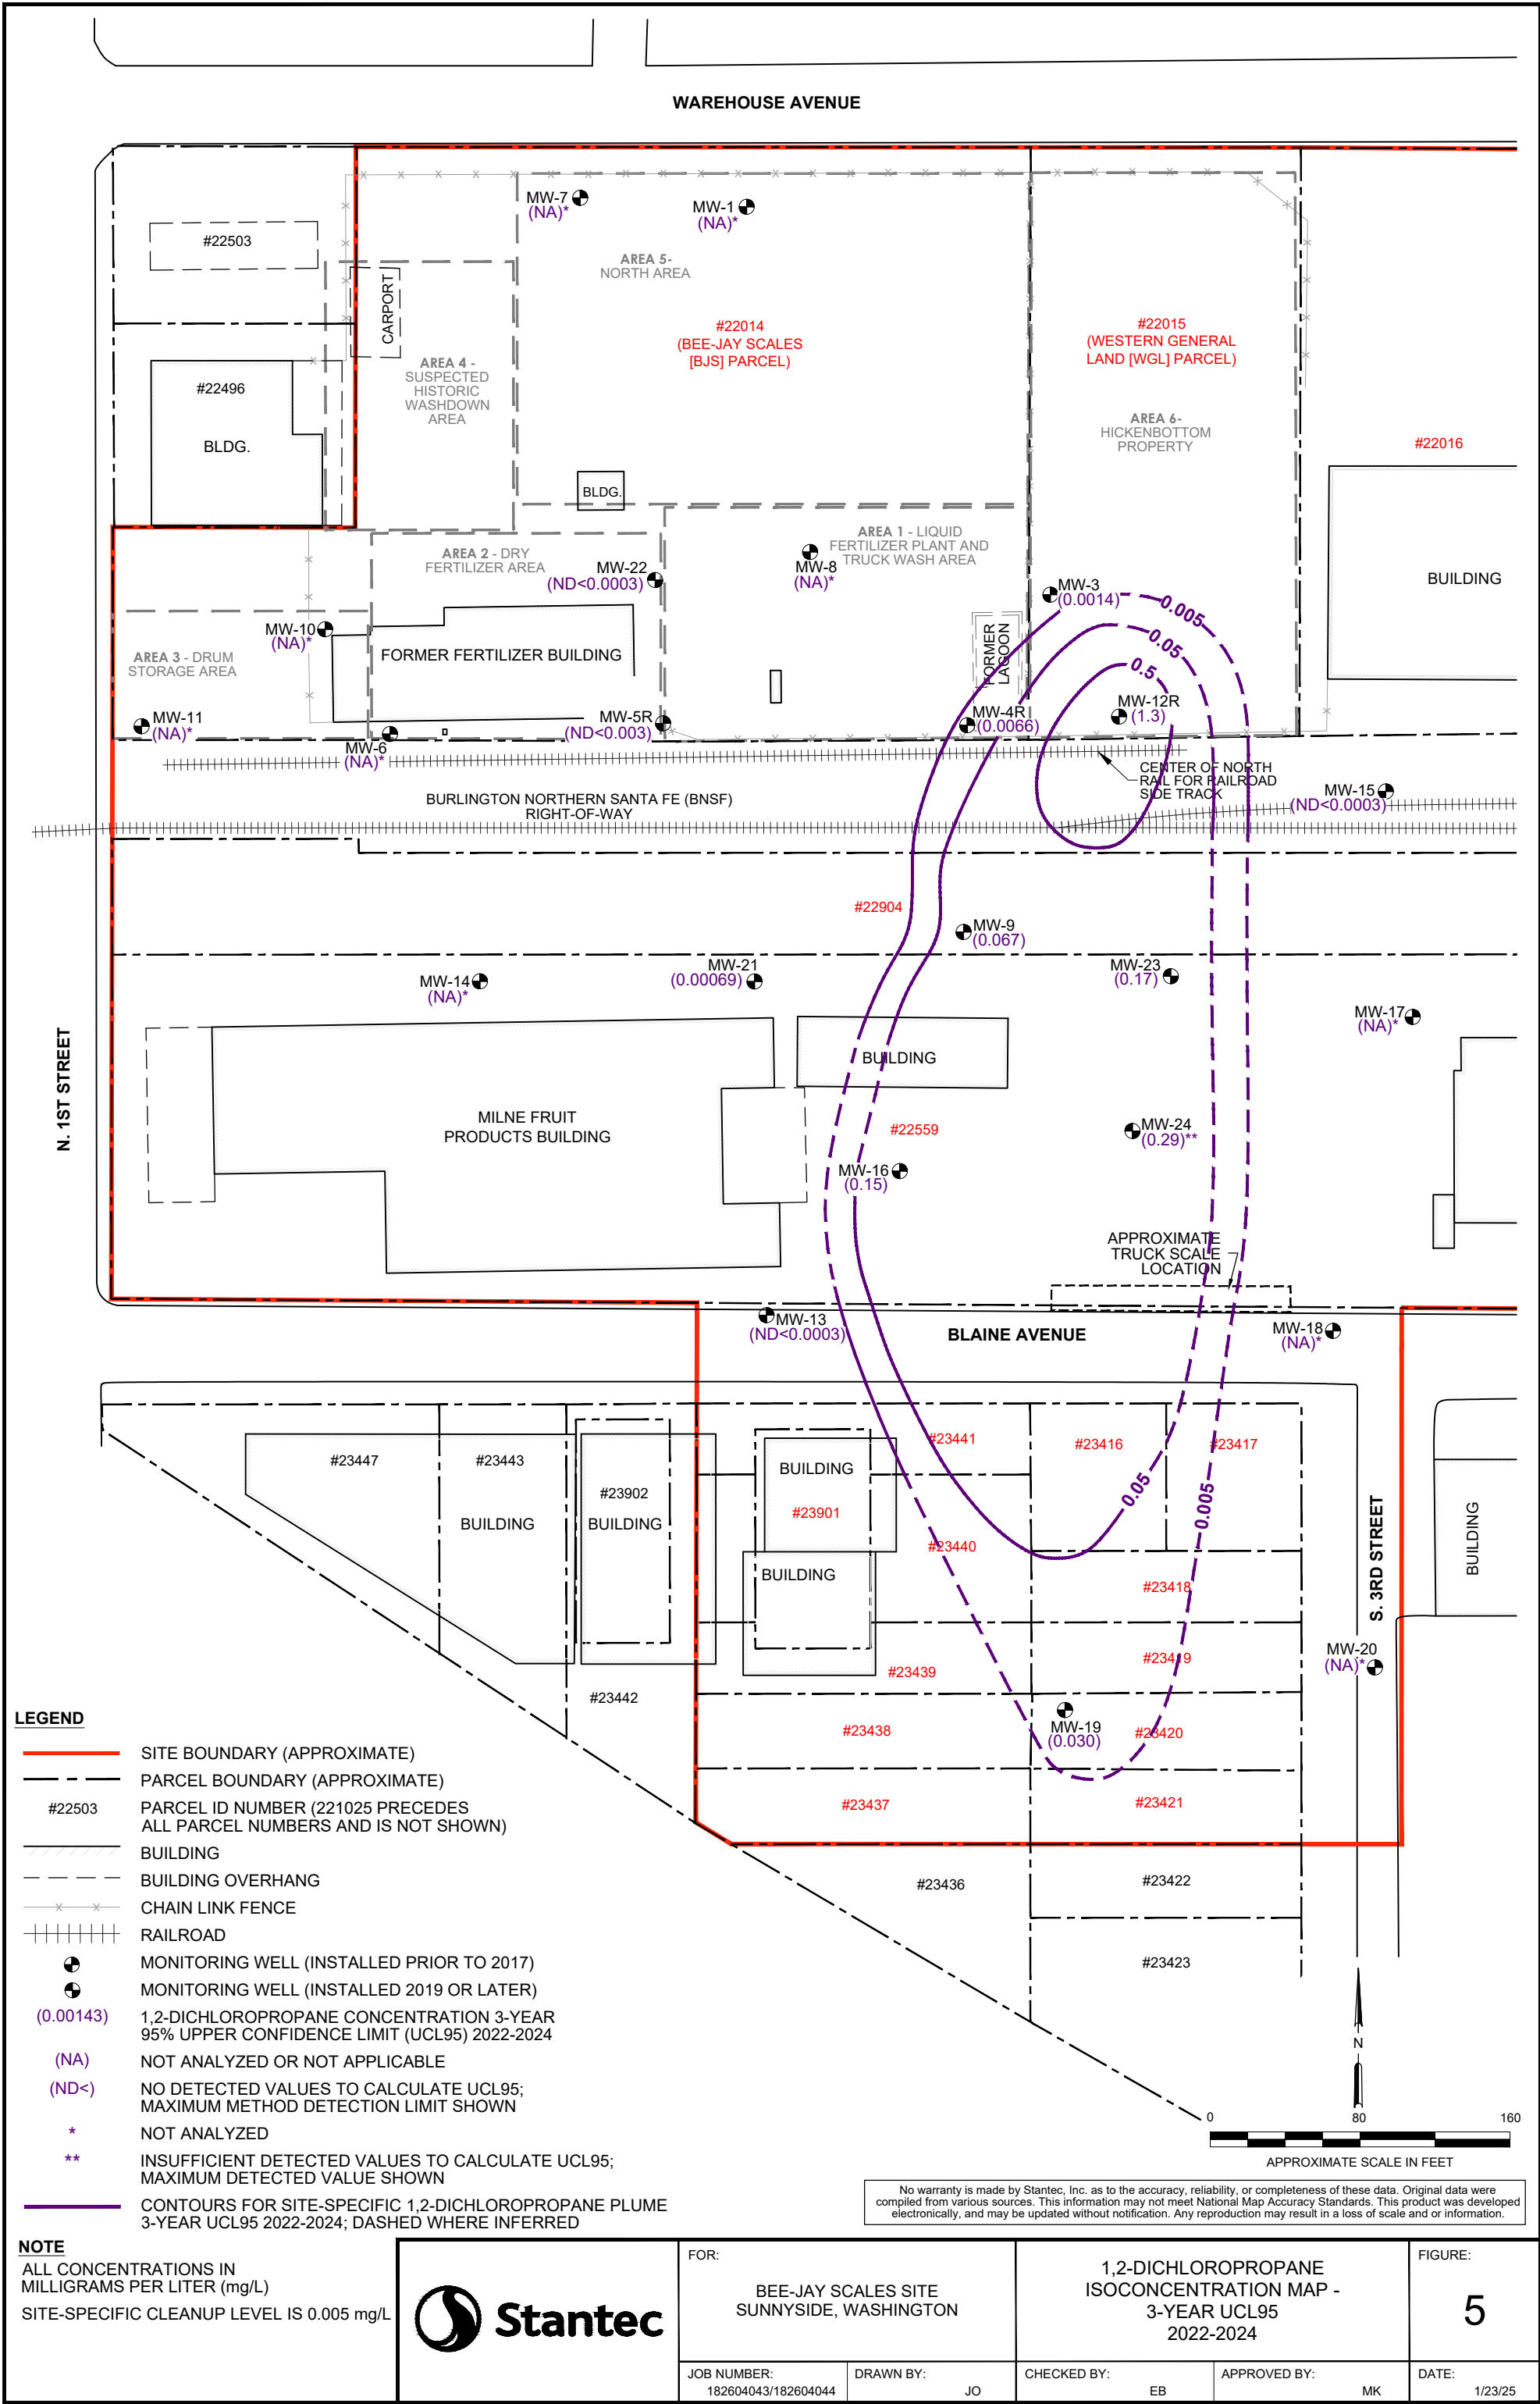 WAREHOUSE AVENUE
MW-7
(NA)*
MW-1
(NA)*
#22503
CARPORT
AREA 5-
NORTH AREA
#22014
(BEE-JAY SCALES
[BJS] PARCEL)
#22015
(WESTERN GENERAL
LAND [WGL] PARCEL)
AREA 4 -
SUSPECTED
HISTORIC
WASHDOWN
AREA
#22496
BLDG.
AREA 6-
HICKENBOTTOM
PROPERTY
#22016
BLDG.
AREA 1 - LIQUID
FERTILIZER PLANT AND
TRUCK WASH AREA
AREA 2 - DRY
FERTILIZER AREA
MW-22
(ND<0.0003)
MW-8
(NA)*
BUILDING
MW-3
(0.0014)
0.005
0.05
0.5
MW-10
(NA)*
FORMER FERTILIZER BUILDING
FORMER
LAGOON
AREA 3 - DRUM
STORAGE AREA
MW-11
(NA)*
MW-5R
(ND<0.003)
MW-4R
(0.0066)
MW-12R
(1.3)
MW-6
(NA)*
CENTER OF NORTH
RAIL FOR RAILROAD
SIDE TRACK
MW-15
(ND<0.0003)
BURLINGTON NORTHERN SANTA FE (BNSF)
RIGHT-OF-WAY
#22904
MW-9
(0.067)
MW-14
(NA)*
MW-21
(0.00069)
MW-23
(0.17)
MW-17
(NA)*
N. 1ST STREET
BUILDING
MILNE FRUIT
PRODUCTS BUILDING
#22559
MW-24
(0.29)**
MW-16
(0.15)
APPROXIMATE
TRUCK SCALE
LOCATION
MW-13
(ND<0.0003)
BLAINE AVENUE
MW-18
(NA)*
#23447
#23443
#23902
BUILDING
BUILDING
BUILDING
#23901
BUILDING
#23441
#23416
#23417
0.05
0.005
#23440
#23418
S. 3RD STREET
BUILDING
#23439
#23419
MW-20
(NA)*
#23442
#23438
MW-19
(0.030)
#23420
#23437
#23421
#23436
#23422
#23423
LEGEND
SITE BOUNDARY (APPROXIMATE)
PARCEL BOUNDARY (APPROXIMATE)
#22503 PARCEL ID NUMBER (221025 PRECEDES
ALL PARCEL NUMBERS AND IS NOT SHOWN)
BUILDING
BUILDING OVERHANG
CHAIN LINK FENCE
RAILROAD
MONITORING WELL (INSTALLED PRIOR TO 2017)
MONITORING WELL (INSTALLED 2019 OR LATER)
(0.00143) 1,2-DICHLOROPROPANE CONCENTRATION 3-YEAR
95% UPPER CONFIDENCE LIMIT (UCL95) 2022-2024
(NA) NOT ANALYZED OR NOT APPLICABLE
(ND<) NO DETECTED VALUES TO CALCULATE UCL95;
MAXIMUM METHOD DETECTION LIMIT SHOWN
* NOT ANALYZED
** INSUFFICIENT DETECTED VALUES TO CALCULATE UCL95;
MAXIMUM DETECTED VALUE SHOWN
CONTOURS FOR SITE-SPECIFIC 1,2-DICHLOROPROPANE PLUME
3-YEAR UCL95 2022-2024; DASHED WHERE INFERRED
N
0 80 160
APPROXIMATE SCALE IN FEET
No warranty is made by Stantec, Inc. as to the accuracy, reliability, or completeness of these data. Original data were
compiled from various sources. This information may not meet National Map Accuracy Standards. This product was developed
electronically, and may be updated without notification. Any reproduction may result in a loss of scale and or information.
NOTE
ALL CONCENTRATIONS IN
MILLIGRAMS PER LITER (mg/L)
SITE-SPECIFIC CLEANUP LEVEL IS 0.005 mg/L
Stantec
FOR:
BEE-JAY SCALES SITE
SUNNYSIDE, WASHINGTON
1,2-DICHLOROPROPANE
ISOCONCENTRATION MAP -
3-YEAR UCL95
2022-2024
FIGURE:
5
JOB NUMBER:
182604043/182604044
DRAWN BY:
JO
CHECKED BY:
EB
APPROVED BY:
MK
DATE:
1/23/25